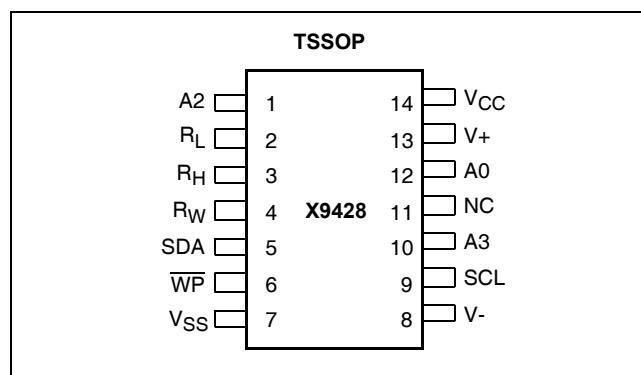 TSSOP
A2 1 14 VCC
RL 2 13 V+
RH 3 12 A0
RW 4 X9428 11 NC
SDA 5 10 A3
W̅P̅ 6 9 SCL
VSS 7 8 V-